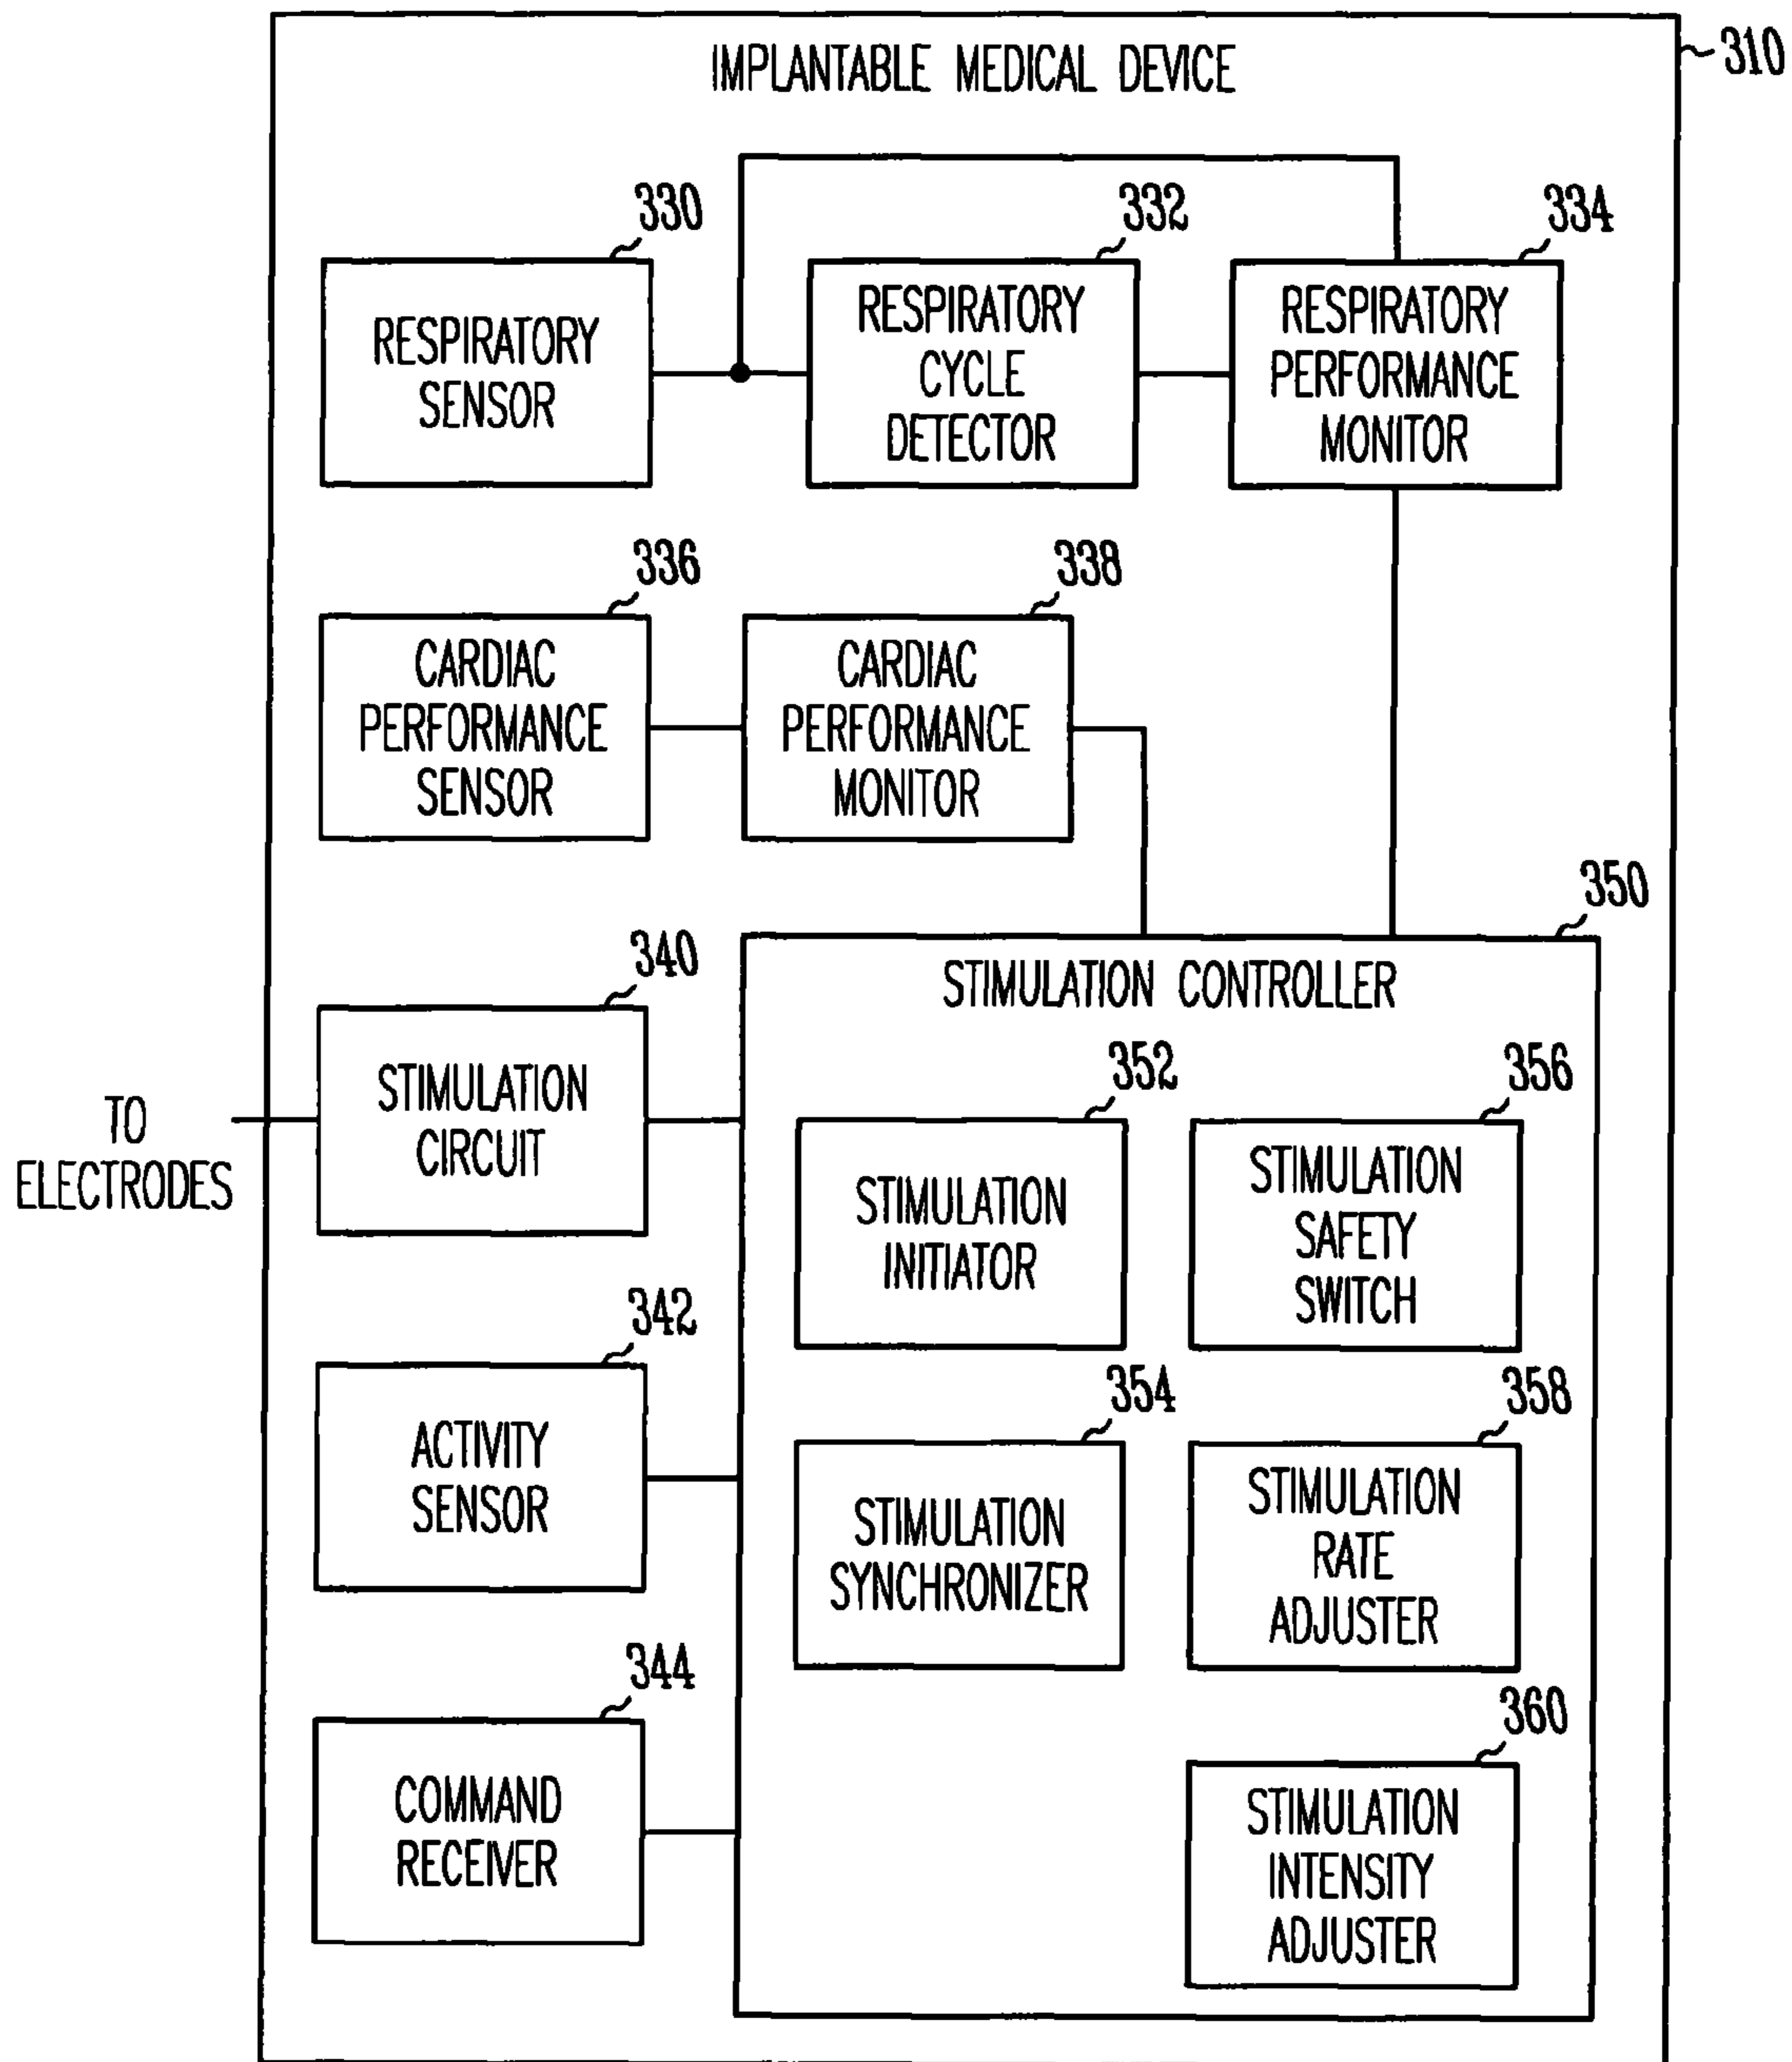 IMPLANTABLE MEDICAL DEVICE
310
330
RESPIRATORY
SENSOR
332
RESPIRATORY
CYCLE
DETECTOR
334
RESPIRATORY
PERFORMANCE
MONITOR
336
CARDIAC
PERFORMANCE
SENSOR
338
CARDIAC
PERFORMANCE
MONITOR
340
STIMULATION
CIRCUIT
TO
ELECTRODES
342
ACTIVITY
SENSOR
344
COMMAND
RECEIVER
350
STIMULATION CONTROLLER
352
STIMULATION
INITIATOR
356
STIMULATION
SAFETY
SWITCH
354
STIMULATION
SYNCHRONIZER
358
STIMULATION
RATE
ADJUSTER
360
STIMULATION
INTENSITY
ADJUSTER